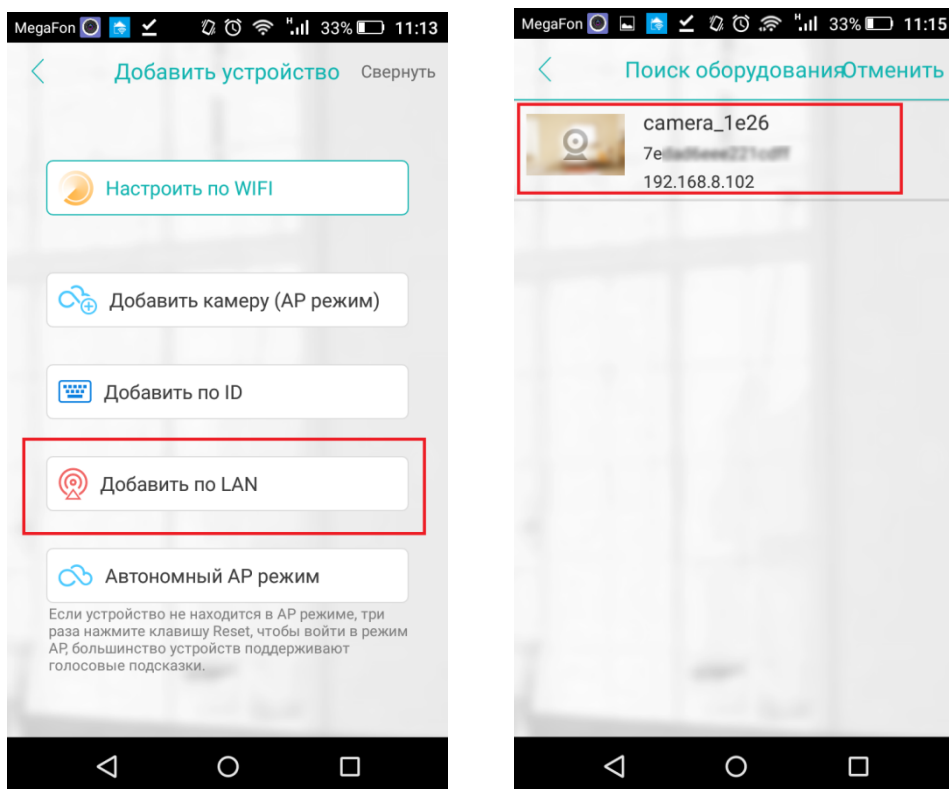 MegaFon 33% 11:13
Добавить устройство Свернуть
Настроить по WIFI
Добавить камеру (AP режим)
Добавить по ID
Добавить по LAN
Автономный AP режим
Если устройство не находится в AP режиме, три
раза нажмите клавишу Reset, чтобы войти в режим
AP, большинство устройств поддерживают
голосовые подсказки.
MegaFon H 33% 11:15
Поиск оборудования Отменить
camera_1e26
7e
192.168.8.102